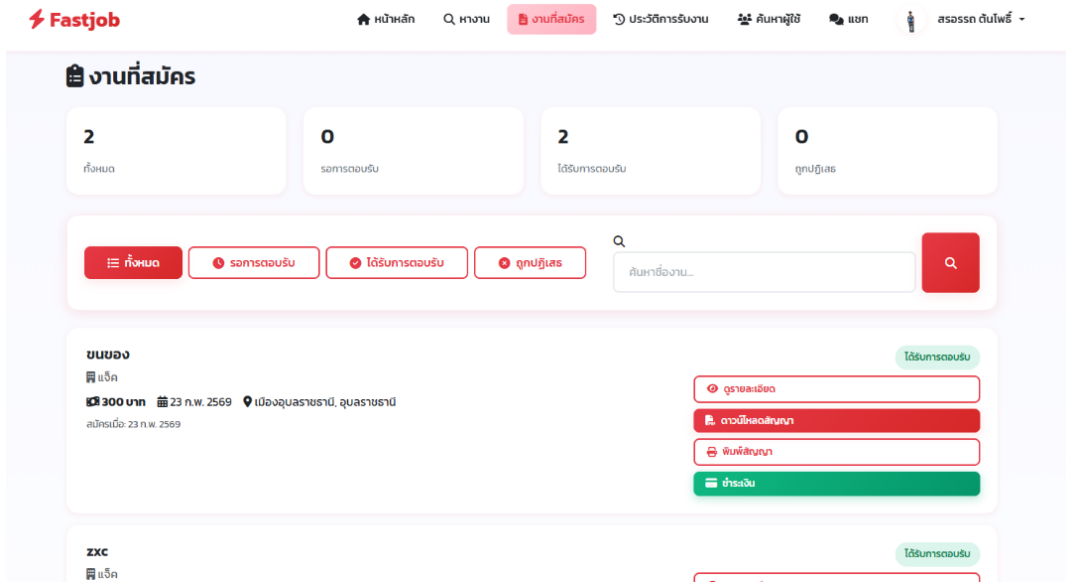 Fastjob
หน้าหลัก
หางาน
งานที่สมัคร
ประวัติการรับงาน
ค้นหาผู้ใช้
แชท
สรอรรถ ตันโพธิ์
งานที่สมัคร
2
ทั้งหมด
0
รอการตอบรับ
2
ได้รับการตอบรับ
0
ถูกปฏิเสธ
ทั้งหมด
รอการตอบรับ
ได้รับการตอบรับ
ถูกปฏิเสธ
ค้นหาชื่องาน...
ขนของ
ได้รับการตอบรับ
แจ็ค
300 บาท 23 ก.พ. 2569 เมืองอุบลราชธานี, อุบลราชธานี
สมัครเมื่อ: 23 ก.พ. 2569
ดูรายละเอียด
ดาวน์โหลดสัญญา
พิมพ์สัญญา
ชำระเงิน
zxc
ได้รับการตอบรับ
แจ็ค